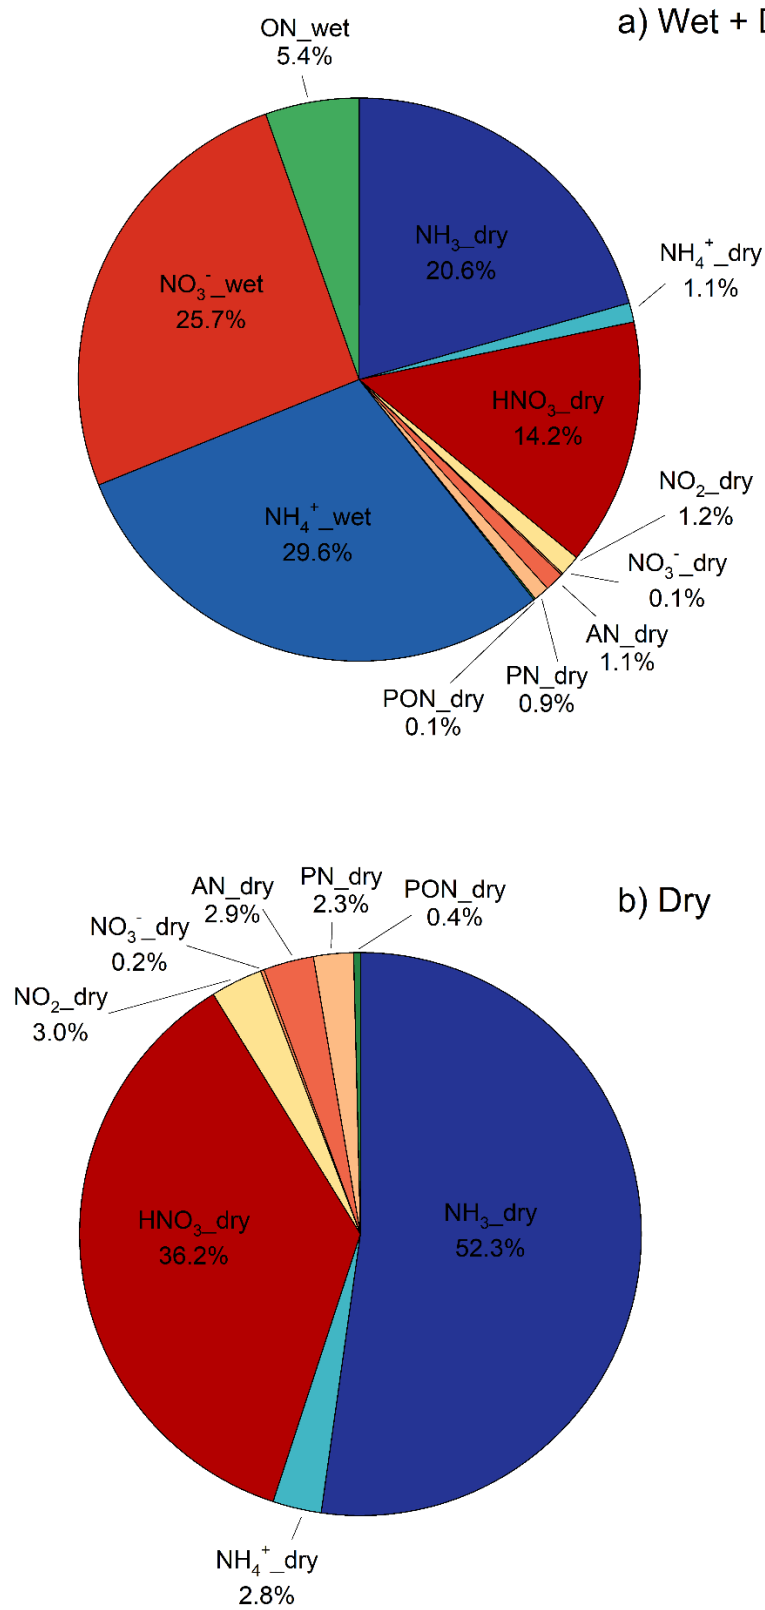 a) Wet + D
ON_wet
5.4%
NH₃_dry
20.6%
NH₄⁺_dry
1.1%
NO₃⁻_wet
25.7%
HNO₃_dry
14.2%
NO₂_dry
1.2%
NH₄⁺_wet
29.6%
NO₃⁻_dry
0.1%
AN_dry
1.1%
PN_dry
0.9%
PON_dry
0.1%
b) Dry
PN_dry
2.3%
PON_dry
0.4%
AN_dry
2.9%
NO₃⁻_dry
0.2%
NO₂_dry
3.0%
HNO₃_dry
36.2%
NH₃_dry
52.3%
NH₄⁺_dry
2.8%